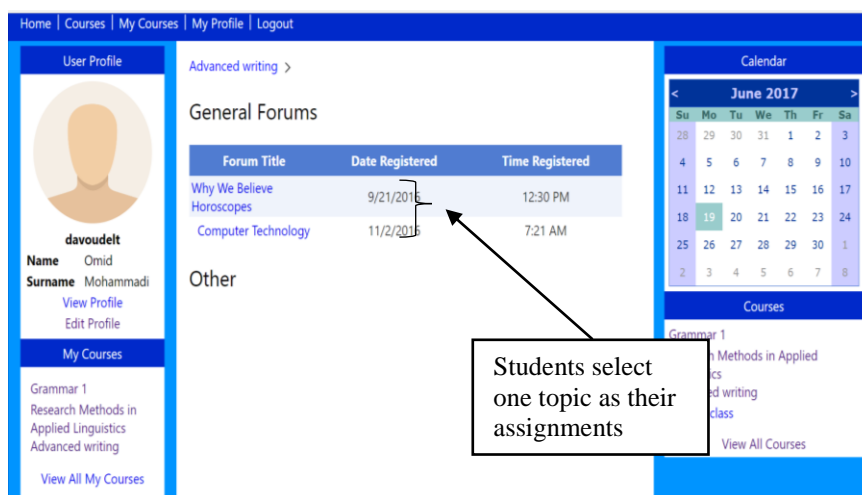 Home | Courses | My Courses | My Profile | Logout
User Profile
davoudelt
Name Omid
Surname Mohammadi
View Profile
Edit Profile
My Courses
Grammar 1
Research Methods in
Applied Linguistics
Advanced writing
View All My Courses
Advanced writing >
General Forums
Forum Title Date Registered Time Registered
Why We Believe
Horoscopes 9/21/2016 12:30 PM
Computer Technology 11/2/2016 7:21 AM
Other
Students select
one topic as their
assignments
Calendar
< June 2017 >
Su Mo Tu We Th Fr Sa
28 29 30 31 1 2 3
4 5 6 7 8 9 10
11 12 13 14 15 16 17
18 19 20 21 22 23 24
25 26 27 28 29 30 1
2 3 4 5 6 7 8
Courses
Grammar 1
Methods in Applied
writing
class
View All Courses